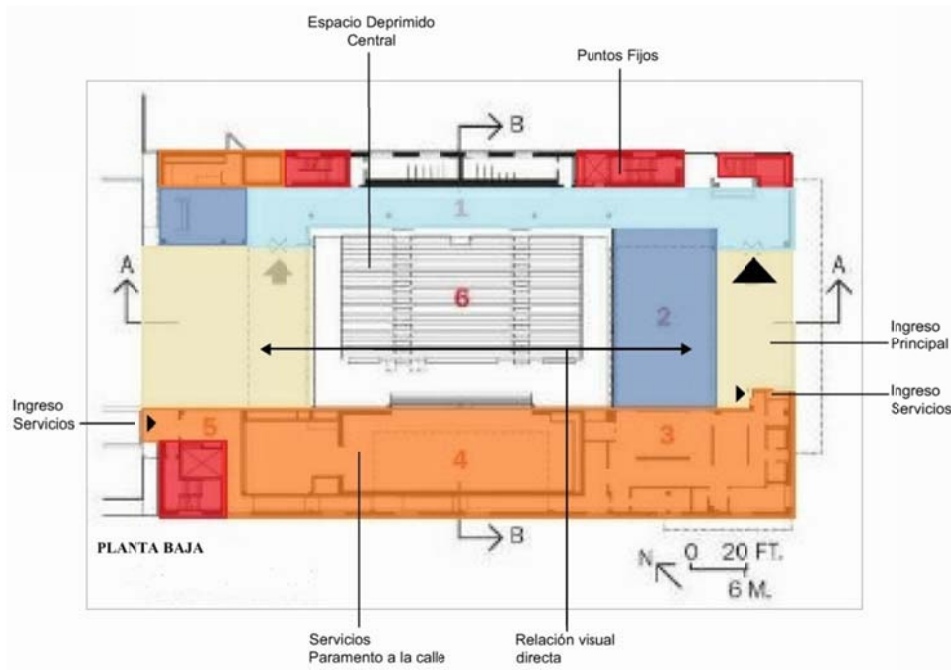 Espacio Deprimido
Central
Puntos Fijos
B
1
A
A
6
2
Ingreso
Principal
Ingreso
Servicios
Ingreso
Servicios
5
3
4
B
PLANTA BAJA
N
0 20 FT.
6 M.
Servicios
Paramento a la calle
Relación visual
directa